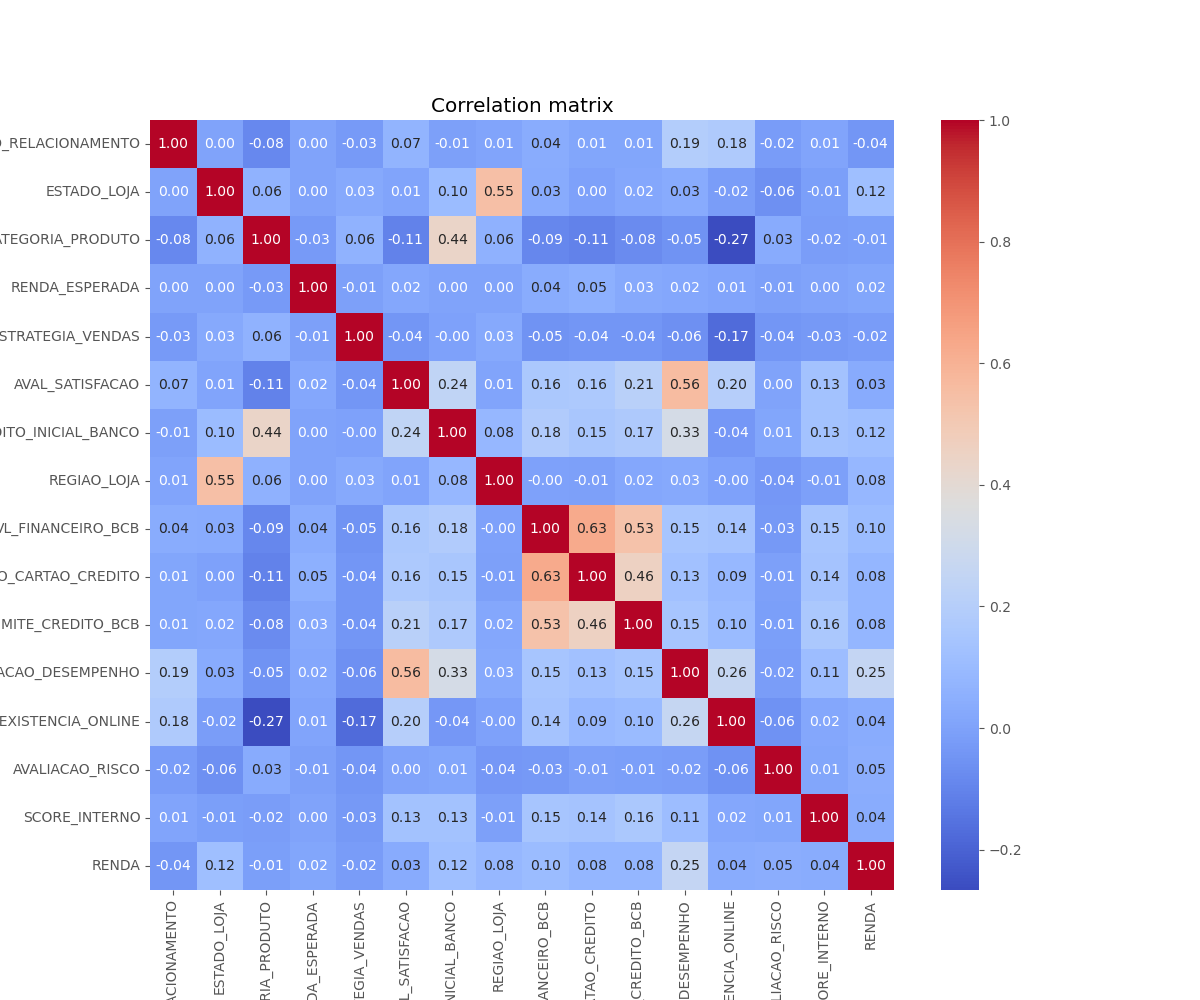 Correlation matrix
O_RELACIONAMENTO 1.00 0.00 -0.08 0.00 -0.03 0.07 -0.01 0.01 0.04 0.01 0.01 0.19 0.18 -0.02 0.01 -0.04
ESTADO_LOJA 0.00 1.00 0.06 0.00 0.03 0.01 0.10 0.55 0.03 0.00 0.02 0.03 -0.02 -0.06 -0.01 0.12
ATEGORIA_PRODUTO -0.08 0.06 1.00 -0.03 0.06 -0.11 0.44 0.06 -0.09 -0.11 -0.08 -0.05 -0.27 0.03 -0.02 -0.01
RENDA_ESPERADA 0.00 0.00 -0.03 1.00 -0.01 0.02 0.00 0.00 0.04 0.05 0.03 0.02 0.01 -0.01 0.00 0.02
STRATEGIA_VENDAS -0.03 0.03 0.06 -0.01 1.00 -0.04 -0.00 0.03 -0.05 -0.04 -0.04 -0.06 -0.17 -0.04 -0.03 -0.02
AVAL_SATISFACAO 0.07 0.01 -0.11 0.02 -0.04 1.00 0.24 0.01 0.16 0.16 0.21 0.56 0.20 0.00 0.13 0.03
DITO_INICIAL_BANCO -0.01 0.10 0.44 0.00 -0.00 0.24 1.00 0.08 0.18 0.15 0.17 0.33 -0.04 0.01 0.13 0.12
REGIAO_LOJA 0.01 0.55 0.06 0.00 0.03 0.01 0.08 1.00 -0.00 -0.01 0.02 0.03 -0.00 -0.04 -0.01 0.08
VL_FINANCEIRO_BCB 0.04 0.03 -0.09 0.04 -0.05 0.16 0.18 -0.00 1.00 0.63 0.53 0.15 0.14 -0.03 0.15 0.10
O_CARTAO_CREDITO 0.01 0.00 -0.11 0.05 -0.04 0.16 0.15 -0.01 0.63 1.00 0.46 0.13 0.09 -0.01 0.14 0.08
MITE_CREDITO_BCB 0.01 0.02 -0.08 0.03 -0.04 0.21 0.17 0.02 0.53 0.46 1.00 0.15 0.10 -0.01 0.16 0.08
ACAO_DESEMPENHO 0.19 0.03 -0.05 0.02 -0.06 0.56 0.33 0.03 0.15 0.13 0.15 1.00 0.26 -0.02 0.11 0.25
EXISTENCIA_ONLINE 0.18 -0.02 -0.27 0.01 -0.17 0.20 -0.04 -0.00 0.14 0.09 0.10 0.26 1.00 -0.06 0.02 0.04
AVALIACAO_RISCO -0.02 -0.06 0.03 -0.01 -0.04 0.00 0.01 -0.04 -0.03 -0.01 -0.01 -0.02 -0.06 1.00 0.01 0.05
SCORE_INTERNO 0.01 -0.01 -0.02 0.00 -0.03 0.13 0.13 -0.01 0.15 0.14 0.16 0.11 0.02 0.01 1.00 0.04
RENDA -0.04 0.12 -0.01 0.02 -0.02 0.03 0.12 0.08 0.10 0.08 0.08 0.25 0.04 0.05 0.04 1.00
ACIONAMENTO
ESTADO_LOJA
RIA_PRODUTO
DA_ESPERADA
EGIA_VENDAS
L_SATISFACAO
NICIAL_BANCO
REGIAO_LOJA
ANCEIRO_BCB
TAO_CREDITO
CREDITO_BCB
DESEMPENHO
ENCIA_ONLINE
LIACAO_RISCO
ORE_INTERNO
RENDA
1.0
0.8
0.6
0.4
0.2
0.0
−0.2